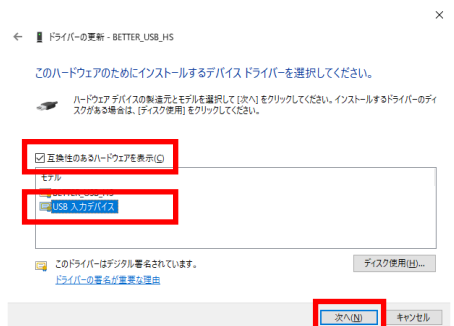 ドライバーの更新 - BETTER_USB_HS
このハードウェアのためにインストールするデバイス ドライバーを選択してください。
ハードウェア デバイスの製造元とモデルを選択して [次へ] をクリックしてください。インストールするドライバーのディ
スクがある場合は、[ディスク使用] をクリックしてください。
互換性のあるハードウェアを表示(C)
モデル
BETTER_USB_HS
USB 入力デバイス
このドライバーはデジタル署名されています。
ディスク使用(H)...
ドライバーの署名が重要な理由
次へ(N)
キャンセル